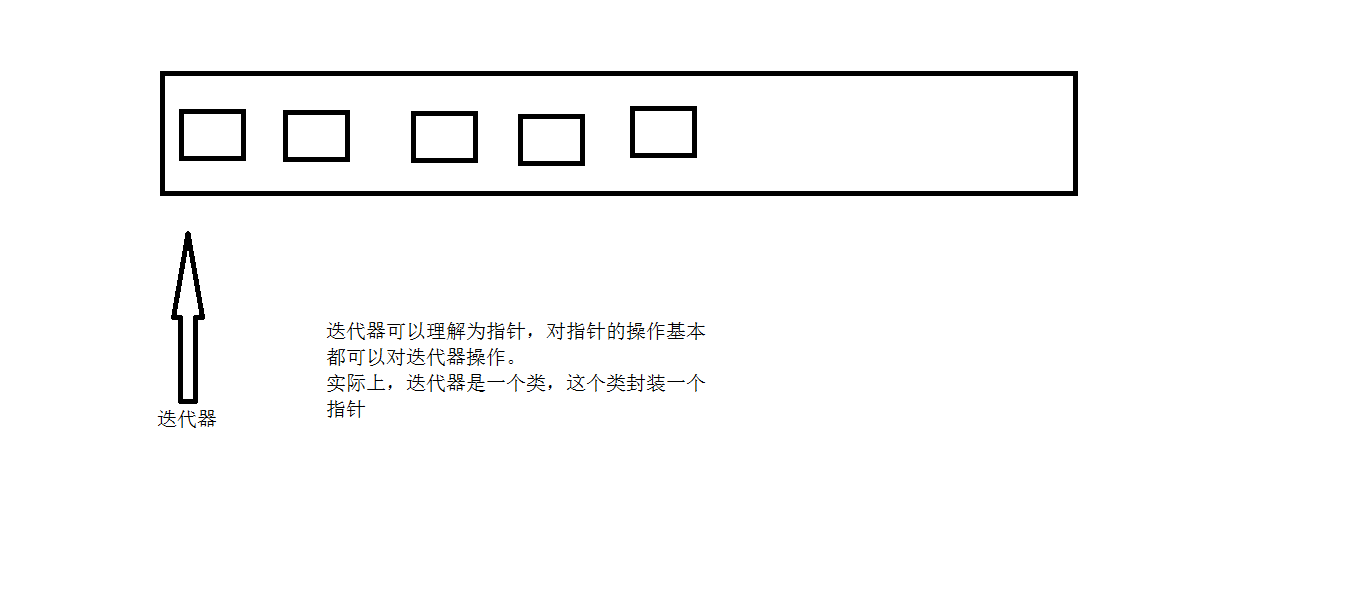 迭代器可以理解为指针，对指针的操作基本
都可以对迭代器操作。
实际上，迭代器是一个类，这个类封装一个
指针
迭代器